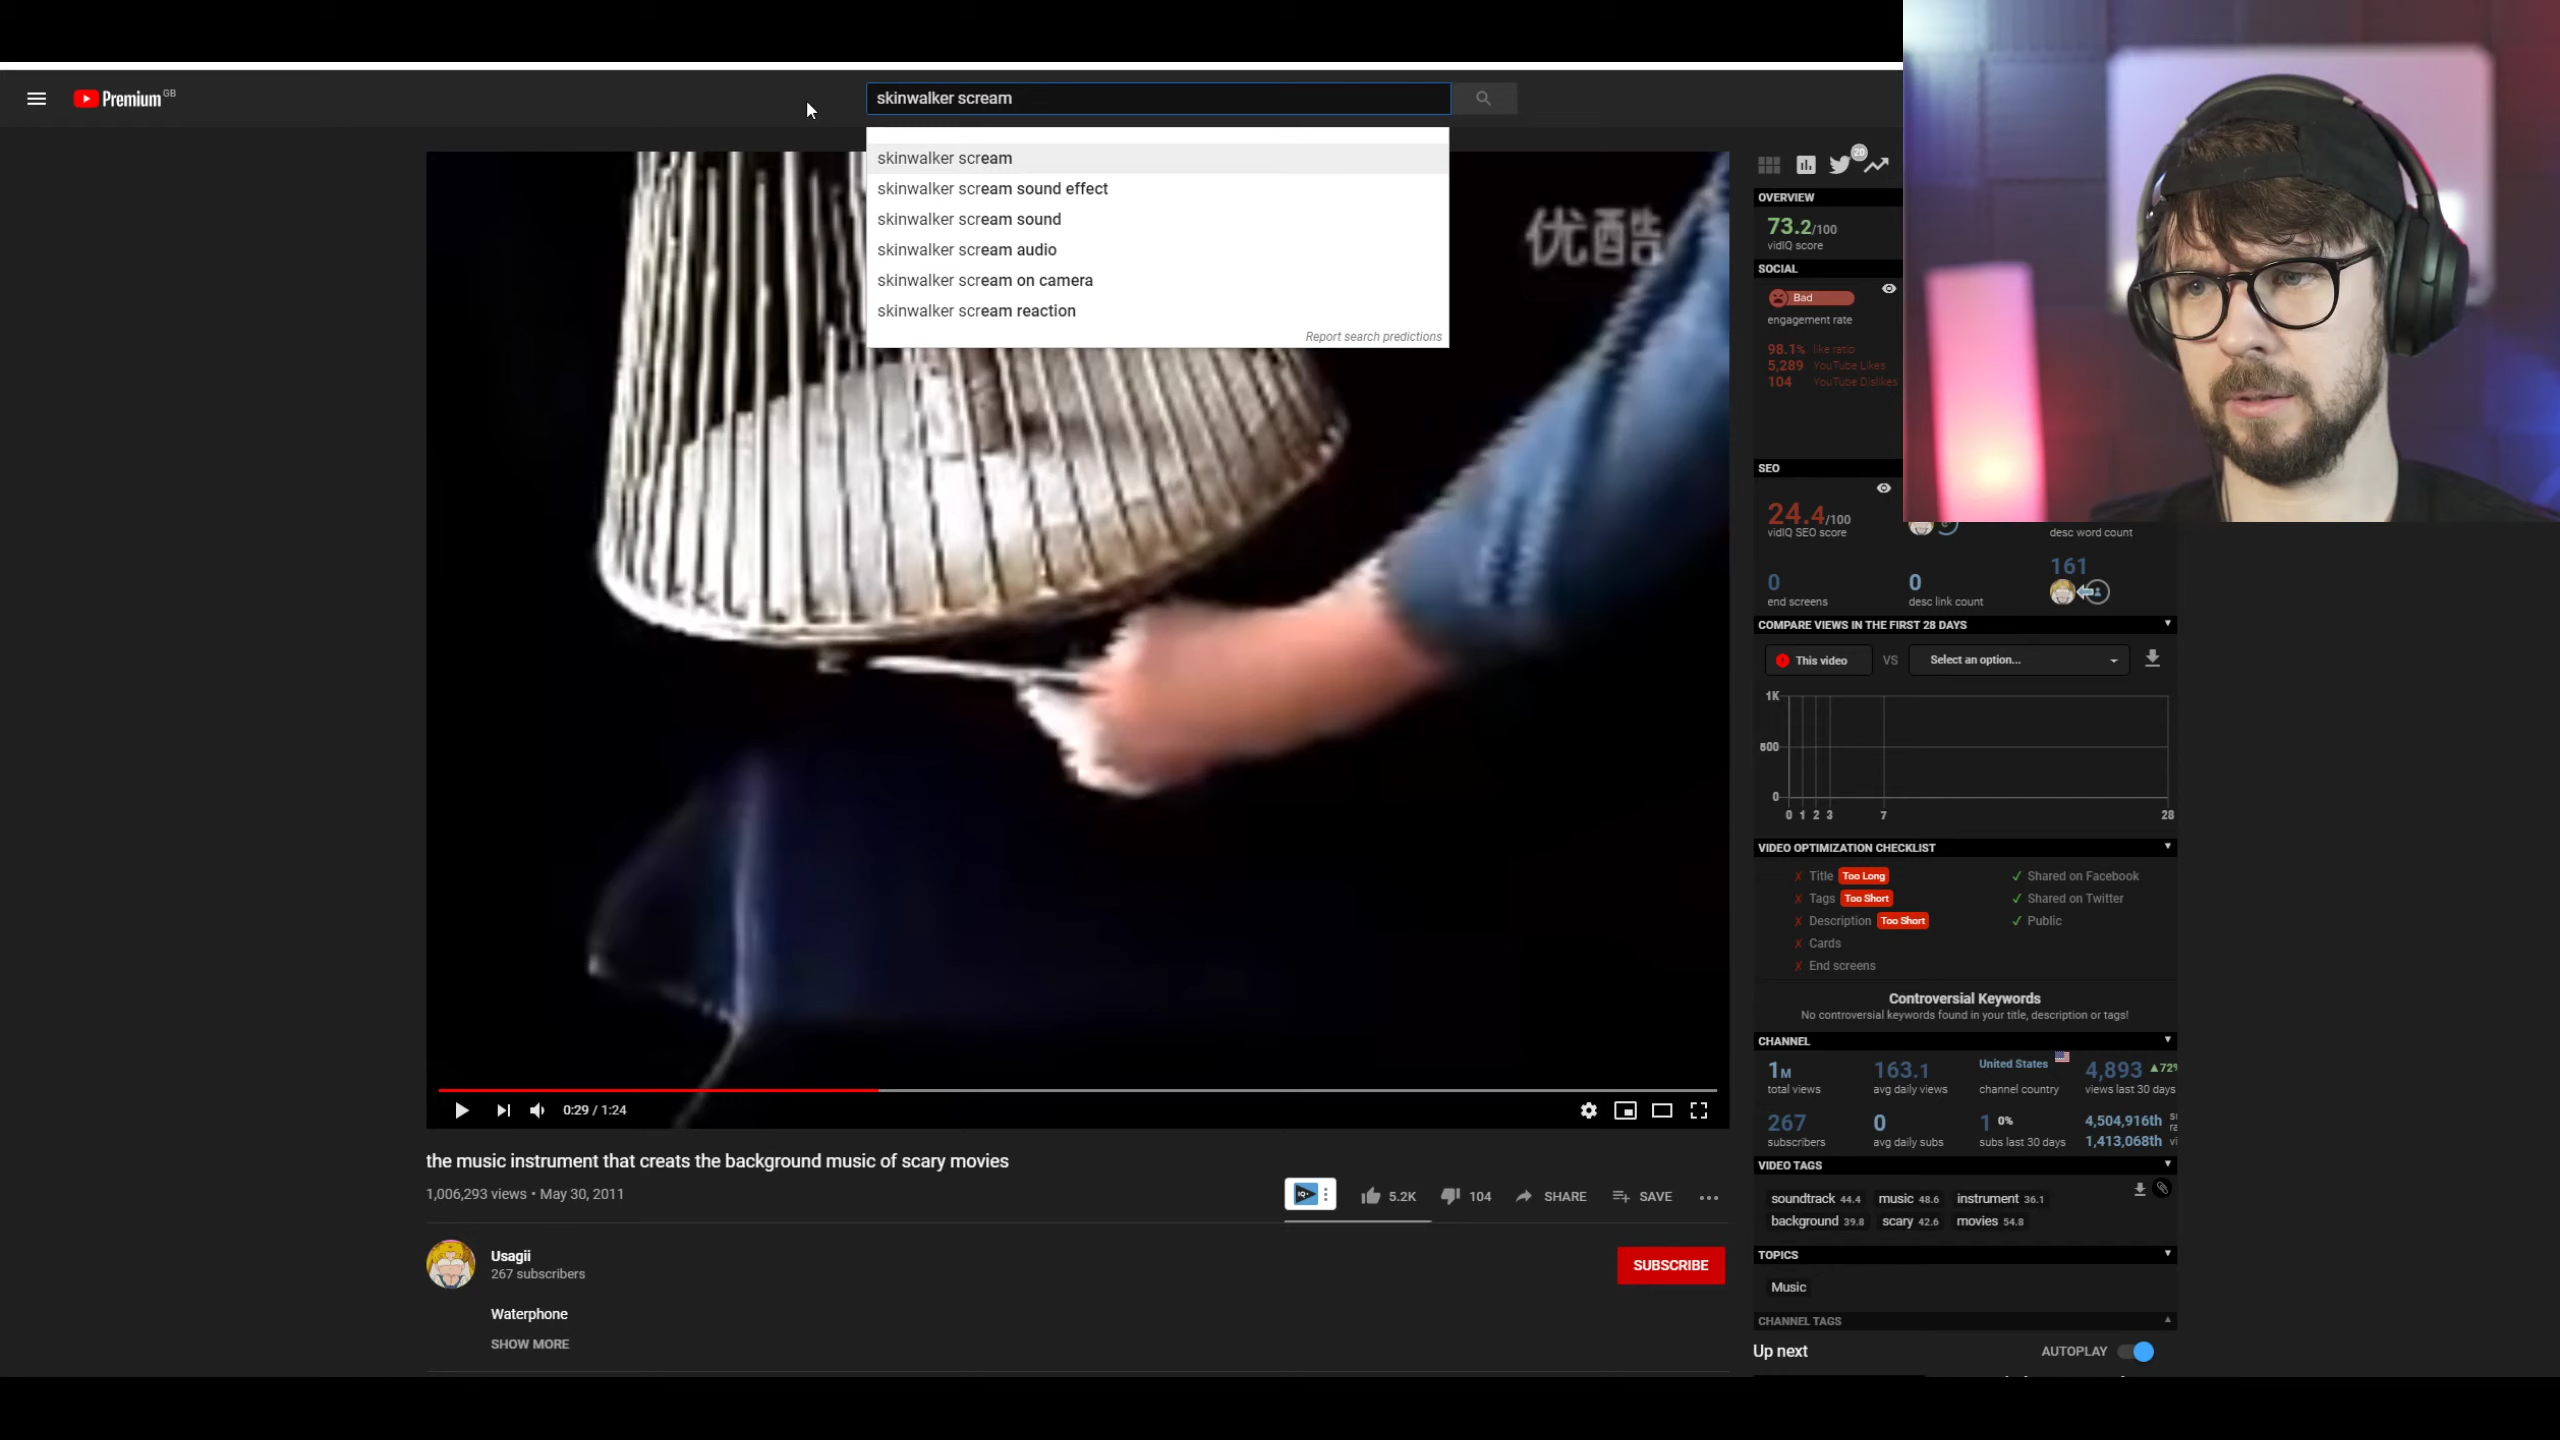 Premium GB
skinwalker scream
skinwalker scream
skinwalker scream sound effect
skinwalker scream sound
skinwalker scream audio
skinwalker scream on camera
skinwalker scream reaction
Report search predictions
优酷
20
OVERVIEW
73.2/100
vidIQ score
SOCIAL
Bad
engagement rate
98.1% like ratio
5,289 YouTube Likes
104 YouTube Dislikes
SEO
24.4/100
vidIQ SEO score
desc word count
0
end screens
0
desc link count
161
COMPARE VIEWS IN THE FIRST 28 DAYS
This video VS Select an option...
1K
500
0
0 1 2 3 7 28
VIDEO OPTIMIZATION CHECKLIST
✗ Title Too Long
✗ Tags Too Short
✗ Description Too Short
✗ Cards
✗ End screens
✓ Shared on Facebook
✓ Shared on Twitter
✓ Public
Controversial Keywords
No controversial keywords found in your title, description or tags!
CHANNEL
1M
total views
163.1
avg daily views
United States
channel country
4,893 ▲72%
views last 30 days
267
subscribers
0
avg daily subs
1 0%
subs last 30 days
4,504,916th
1,413,068th
VIDEO TAGS
soundtrack 44.4 music 48.6 instrument 36.1
background 39.8 scary 42.6 movies 54.8
TOPICS
Music
CHANNEL TAGS
Up next AUTOPLAY
0:29 / 1:24
the music instrument that creats the background music of scary movies
1,006,293 views • May 30, 2011
IQ
5.2K 104 SHARE SAVE
Usagii
267 subscribers
SUBSCRIBE
Waterphone
SHOW MORE